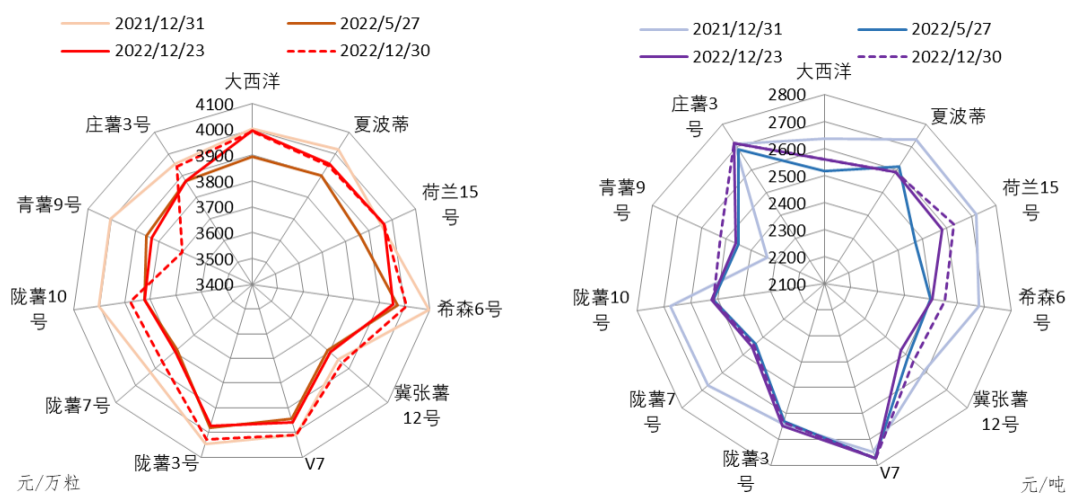 2021/12/31
2022/5/27
2022/12/23
2022/12/30
大西洋
夏波蒂
荷兰15
号
希森6号
冀张薯
12号
V7
陇薯3号
陇薯7号
陇薯10
号
青薯9号
庄薯3号
4100
4000
3900
3800
3700
3600
3500
3400
元/万粒
2021/12/31
2022/5/27
2022/12/23
2022/12/30
大西洋
夏波蒂
荷兰15
号
希森6
号
冀张薯
12号
V7
陇薯3
号
陇薯7
号
陇薯10
号
青薯9
号
庄薯3
号
2800
2700
2600
2500
2400
2300
2200
2100
元/吨